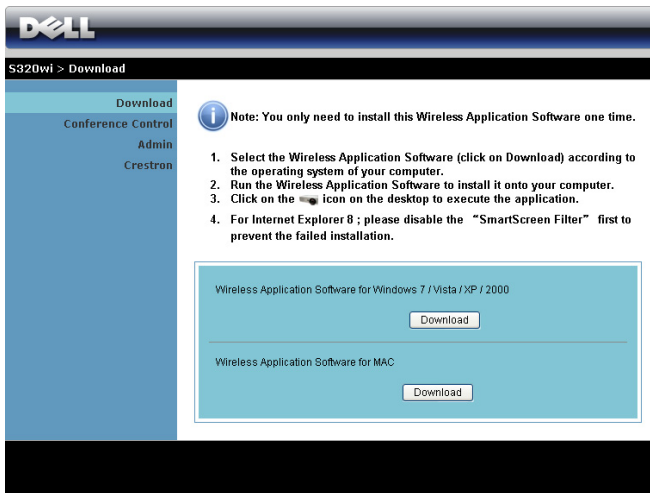 DELL
S320wi > Download
Download
Conference Control
Admin
Crestron
Note: You only need to install this Wireless Application Software one time.
1. Select the Wireless Application Software (click on Download) according to
the operating system of your computer.
2. Run the Wireless Application Software to install it onto your computer.
3. Click on the icon on the desktop to execute the application.
4. For Internet Explorer 8 ; please disable the “SmartScreen Filter” first to
prevent the failed installation.
Wireless Application Software for Windows 7 / Vista / XP / 2000
Download
Wireless Application Software for MAC
Download